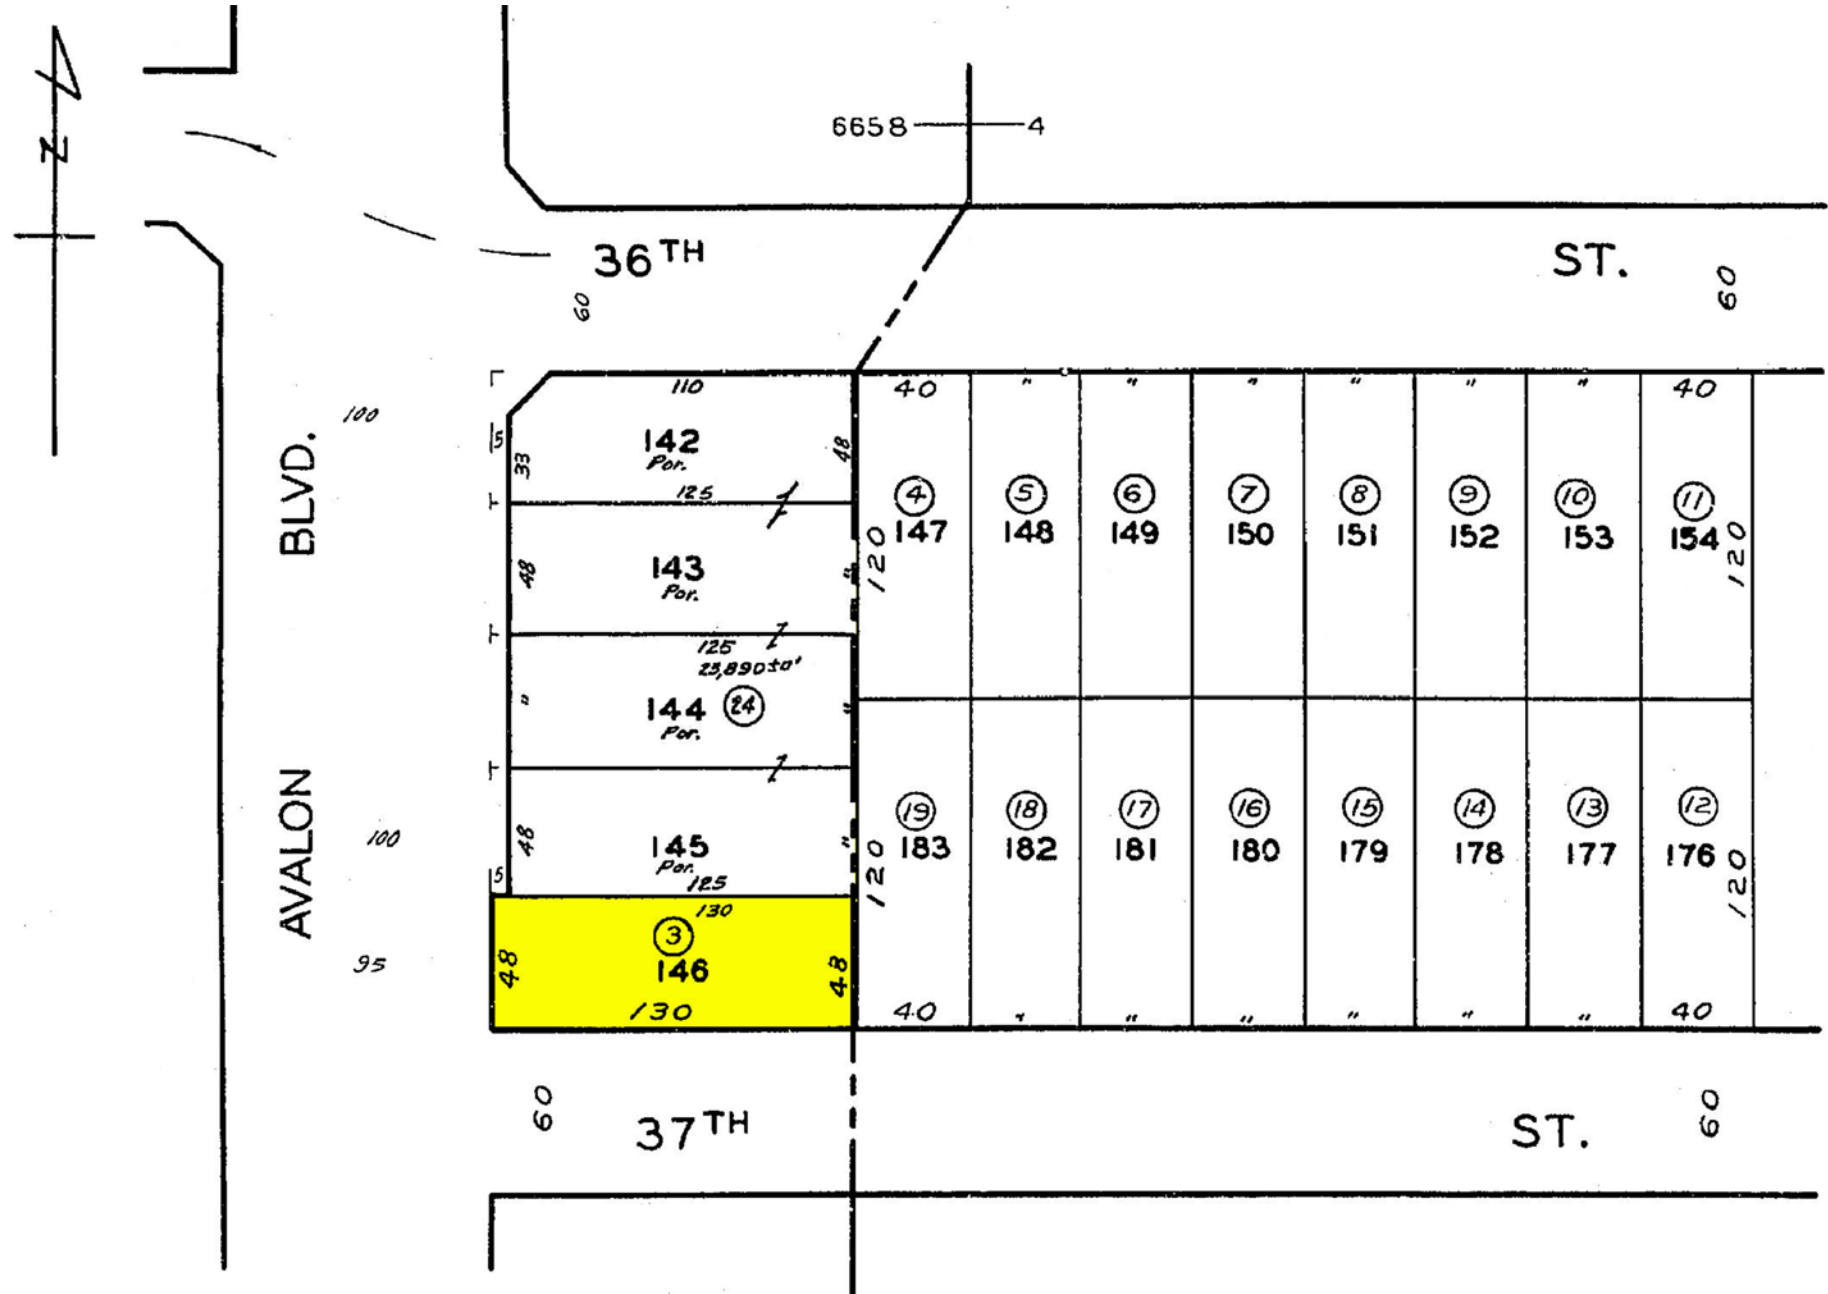 N
6658 4
36TH ST.
60
60
BLVD.
AVALON
100
100
95
110
5
33
142
Por.
48
125
48
143
Por.
"
125
23,890±□'
"
144
24
Por.
"
48
145
Por.
"
5
125
130
3
146
48
48
130
40 " " " " " " 40
4 5 6 7 8 9 10 11
147 148 149 150 151 152 153 154
120
120
19 18 17 16 15 14 13 12
183 182 181 180 179 178 177 176
120
120
40 " " " " " " 40
60
37TH ST.
60